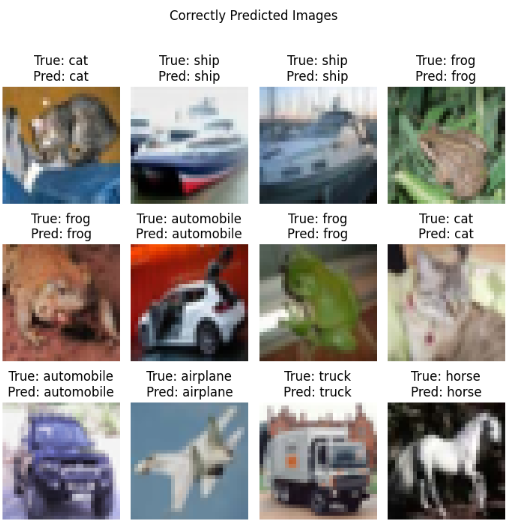 Correctly Predicted Images
True: cat
Pred: cat
True: ship
Pred: ship
True: ship
Pred: ship
True: frog
Pred: frog
True: frog
Pred: frog
True: automobile
Pred: automobile
True: frog
Pred: frog
True: cat
Pred: cat
True: automobile
Pred: automobile
True: airplane
Pred: airplane
True: truck
Pred: truck
True: horse
Pred: horse